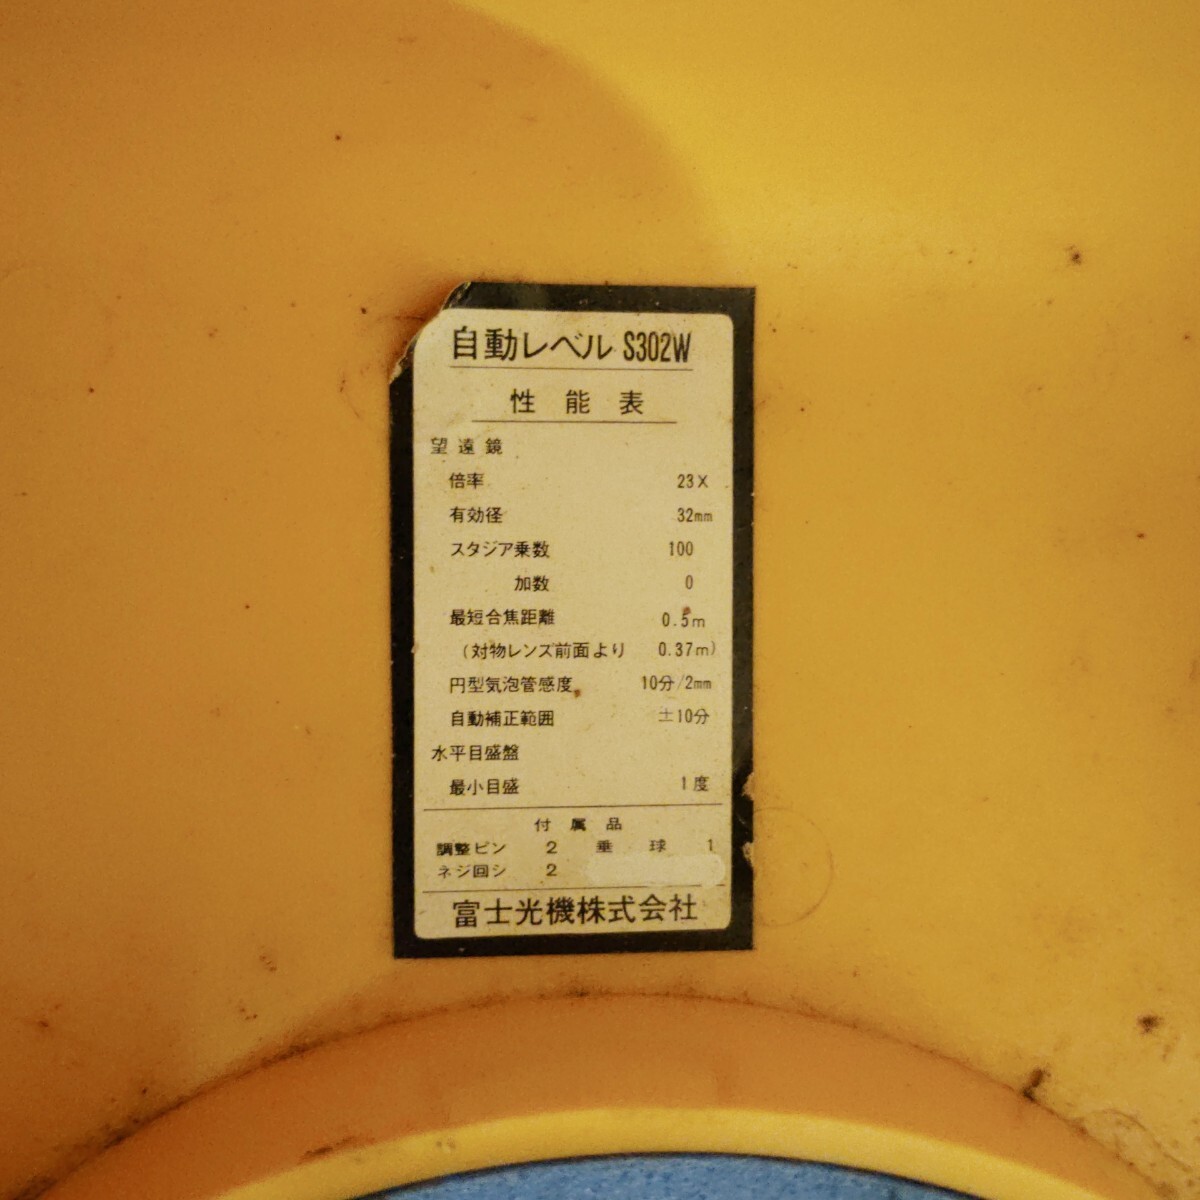 自動レベル S302W
性能表
望遠鏡
倍率 23X
有効径 32mm
スタジア乗数 100
加数 0
最短合焦距離 0.5m
(対物レンズ前面より 0.37m)
円型気泡管感度 10分/2mm
自動補正範囲 ±10分
水平目盛盤
最小目盛 1度
付属品
調整ピン 2 垂球 1
ネジ回シ 2
富士光機株式会社